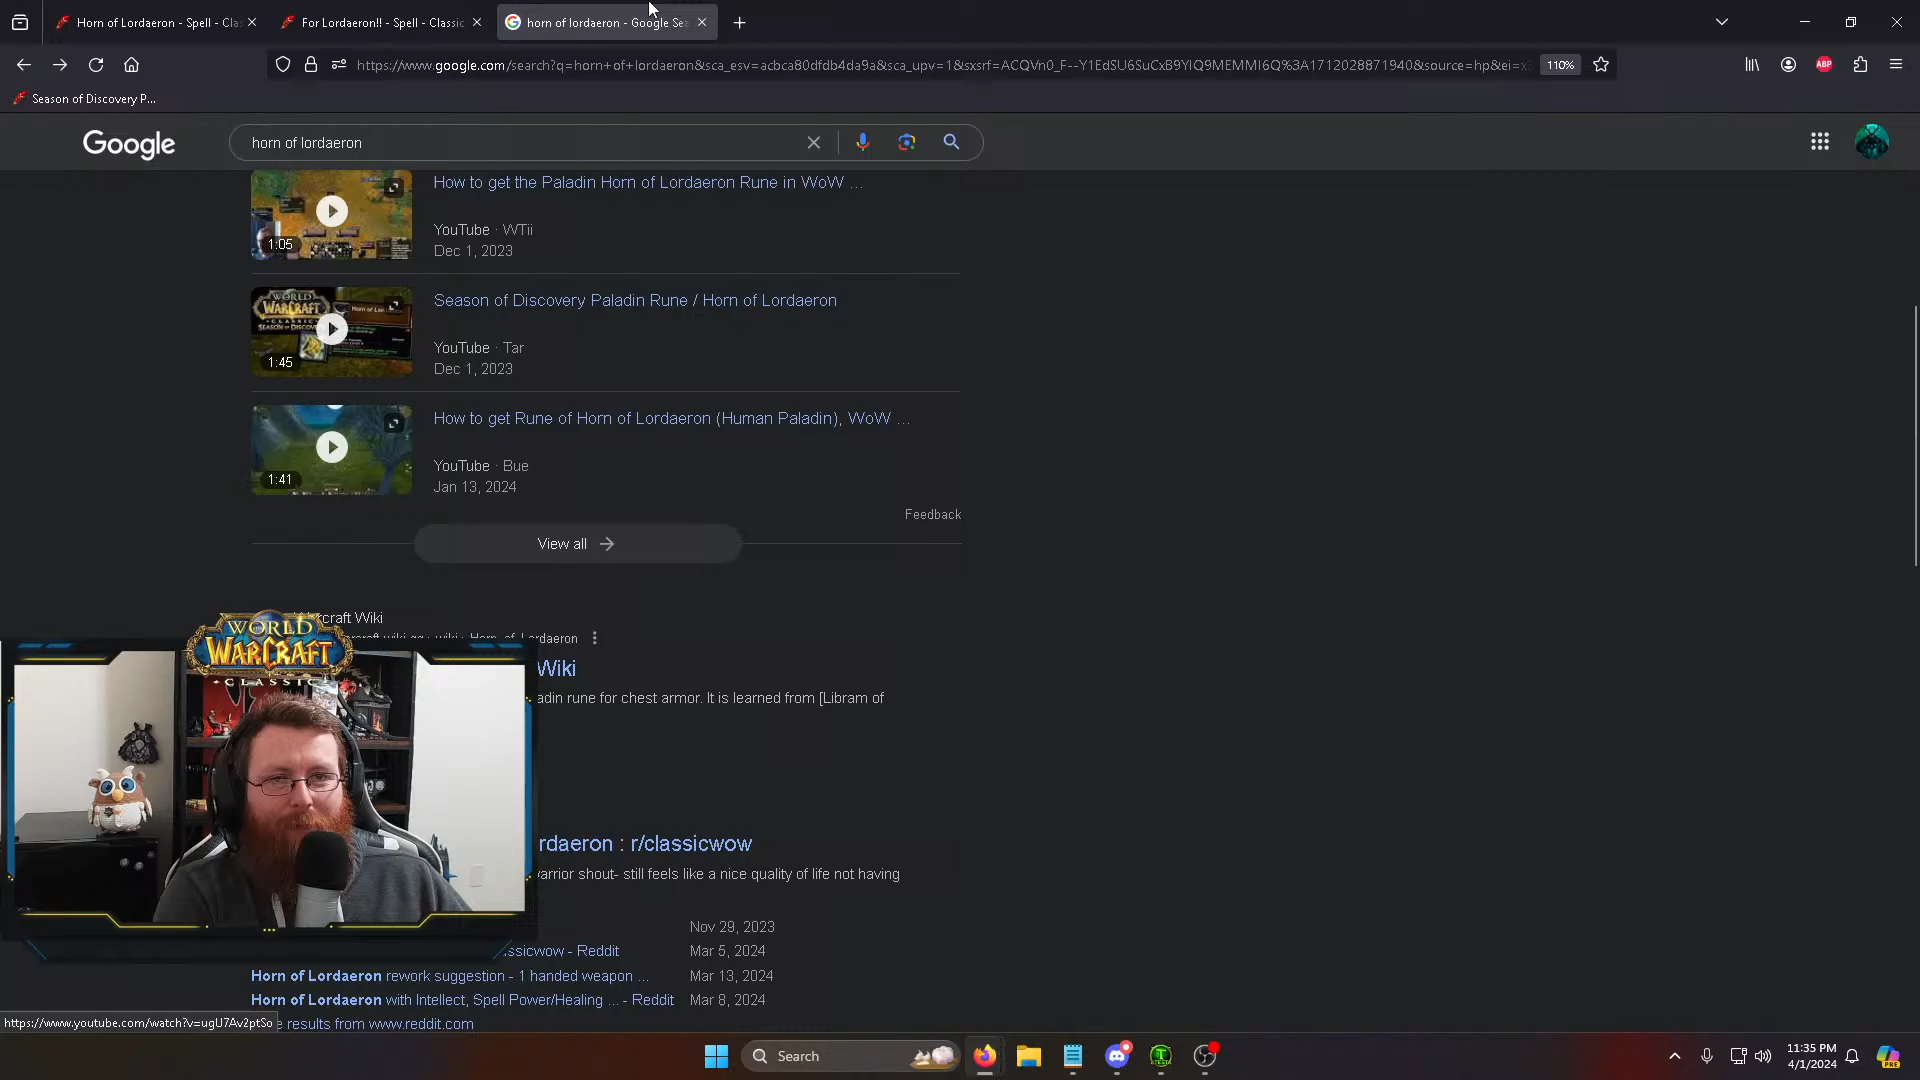 Horn of Lordaeron - Spell - Clas
For Lordaeron!! - Spell - Classic
horn of lordaeron - Google Sea
https://www.google.com/search?q=horn+of+lordaeron&sca_esv=acbca80dfdb4da9a&sca_upv=1&sxsrf=ACQVn0_F--Y1EdSU6SuCxB9YlQ9MEMMI6Q%3A1712028871940&source=hp&ei=x
110%
ABP
Season of Discovery P...
Google
horn of lordaeron
How to get the Paladin Horn of Lordaeron Rune in WoW ...
YouTube · WTii
1:05
Dec 1, 2023
Season of Discovery Paladin Rune / Horn of Lordaeron
WORLD
WARCRAFT
YouTube · Tar
1:45
Dec 1, 2023
How to get Rune of Horn of Lordaeron (Human Paladin), WoW ...
YouTube · Bue
1:41
Jan 13, 2024
Feedback
View all
craft Wiki
Wiki
adin rune for chest armor. It is learned from [Libram of
WORLD
WARCRAFT
CLASSIC
rdaeron : r/classicwow
varrior shout- still feels like a nice quality of life not having
Nov 29, 2023
ssicwow - Reddit
Mar 5, 2024
Horn of Lordaeron rework suggestion - 1 handed weapon ...
Mar 13, 2024
Horn of Lordaeron with Intellect, Spell Power/Healing ... - Reddit
Mar 8, 2024
https://www.youtube.com/watch?v=ugU7Av2ptSo
e results from www.reddit.com
Search
11:35 PM
4/1/2024
PRE